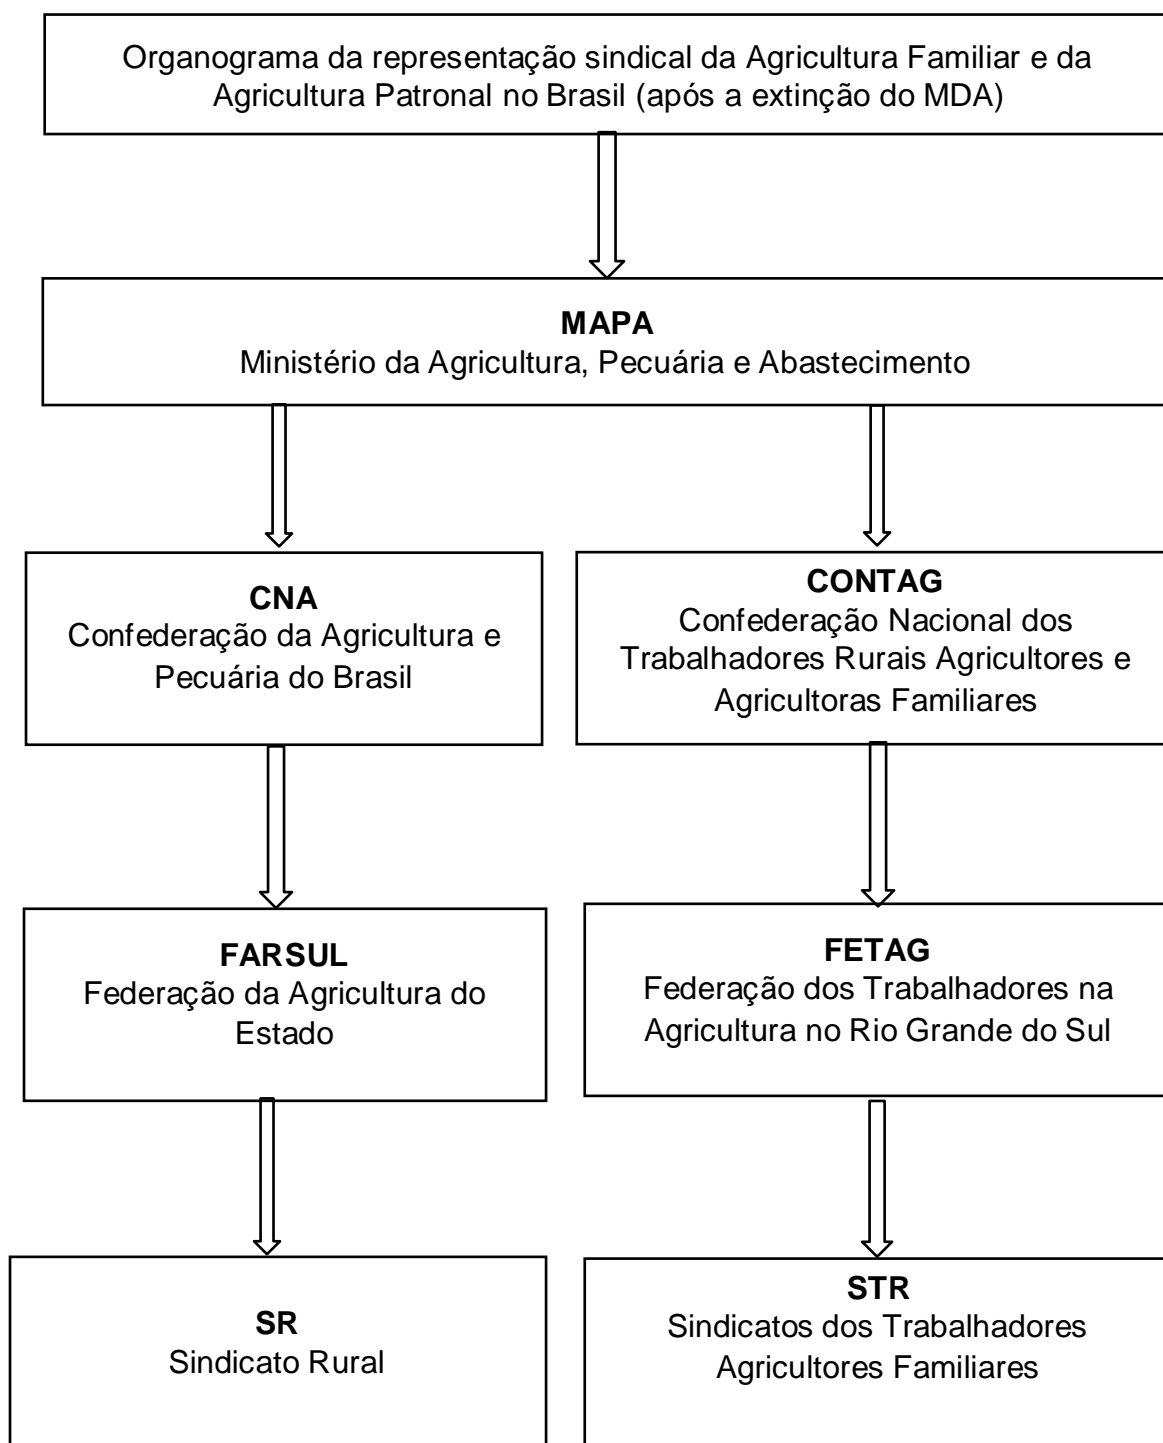 Organograma da representação sindical da Agricultura Familiar e da
Agricultura Patronal no Brasil (após a extinção do MDA)
MAPA
Ministério da Agricultura, Pecuária e Abastecimento
CNA
Confederação da Agricultura e
Pecuária do Brasil
CONTAG
Confederação Nacional dos
Trabalhadores Rurais Agricultores e
Agricultoras Familiares
FARSUL
Federação da Agricultura do
Estado
FETAG
Federação dos Trabalhadores na
Agricultura no Rio Grande do Sul
SR
Sindicato Rural
STR
Sindicatos dos Trabalhadores
Agricultores Familiares